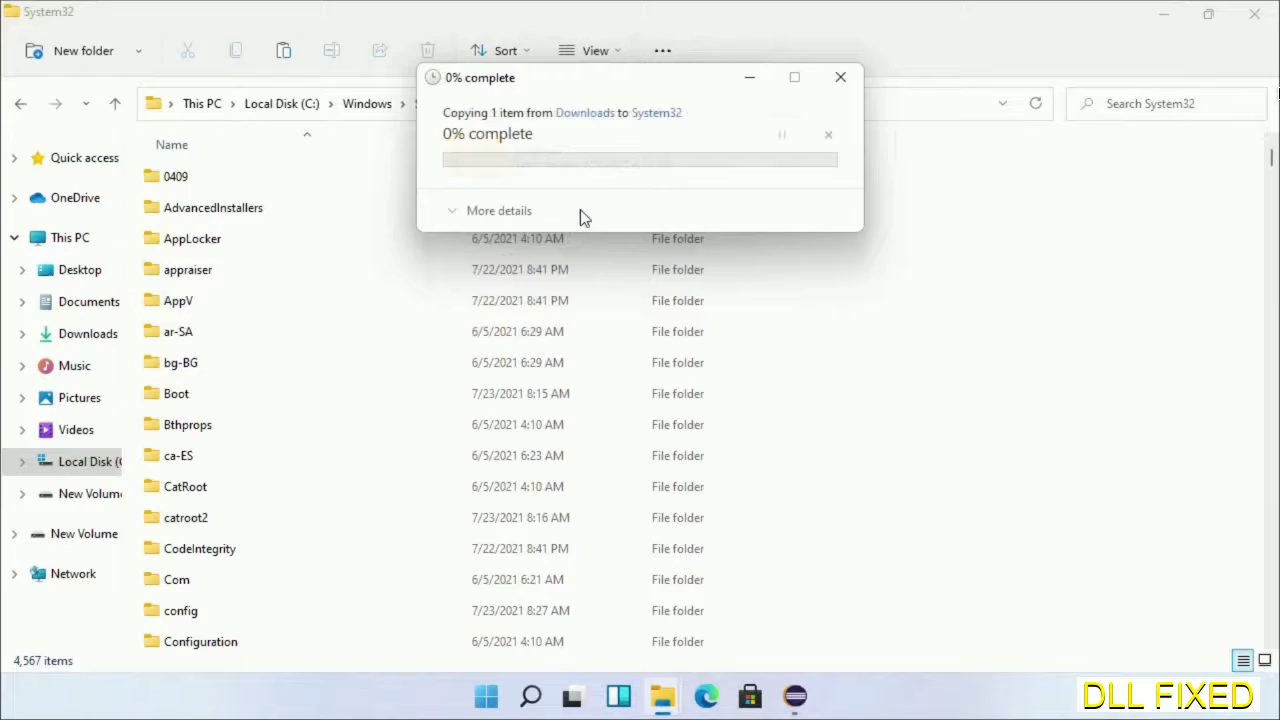 System32
New folder
Sort
View
0% complete
This PC
Local Disk (C:)
Windows
Search System32
Copying 1 item from Downloads to System32
0% complete
More details
Name
Quick access
OneDrive
This PC
Desktop
Documents
Downloads
Music
Pictures
Videos
Local Disk (C
New Volum
New Volume
Network
0409
AdvancedInstallers
AppLocker 6/5/2021 4:10 AM File folder
appraiser 7/22/2021 8:41 PM File folder
AppV 7/22/2021 8:41 PM File folder
ar-SA 6/5/2021 6:29 AM File folder
bg-BG 6/5/2021 6:29 AM File folder
Boot 7/23/2021 8:15 AM File folder
Bthprops 6/5/2021 4:10 AM File folder
ca-ES 6/5/2021 6:23 AM File folder
CatRoot 6/5/2021 4:10 AM File folder
catroot2 7/23/2021 8:16 AM File folder
CodeIntegrity 7/22/2021 8:41 PM File folder
Com 6/5/2021 6:21 AM File folder
config 7/23/2021 8:27 AM File folder
Configuration 6/5/2021 4:10 AM File folder
4,567 items
DLL FIXED